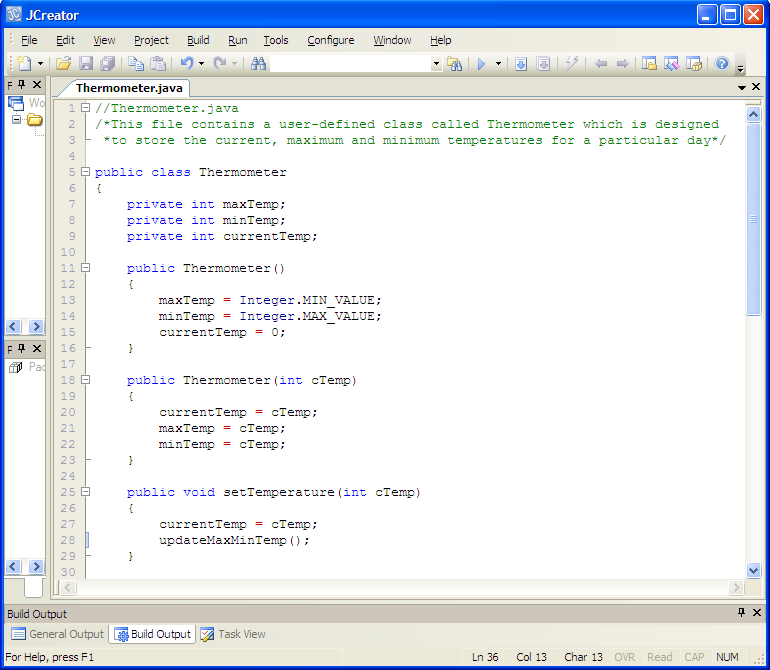 JCreator
File Edit View Project Build Run Tools Configure Window Help
F
Wo
Thermometer.java
1 //Thermometer.java
2 /*This file contains a user-defined class called Thermometer which is designed
3 *to store the current, maximum and minimum temperatures for a particular day*/
4
5 public class Thermometer
6 {
7 private int maxTemp;
8 private int minTemp;
9 private int currentTemp;
10
11 public Thermometer()
12 {
13 maxTemp = Integer.MIN_VALUE;
14 minTemp = Integer.MAX_VALUE;
15 currentTemp = 0;
16 }
17
18 public Thermometer(int cTemp)
19 {
20 currentTemp = cTemp;
21 maxTemp = cTemp;
22 minTemp = cTemp;
23 }
24
25 public void setTemperature(int cTemp)
26 {
27 currentTemp = cTemp;
28 updateMaxMinTemp();
29 }
30
F
Pac
Build Output
General Output Build Output Task View
For Help, press F1 Ln 36 Col 13 Char 13 OVR Read CAP NUM